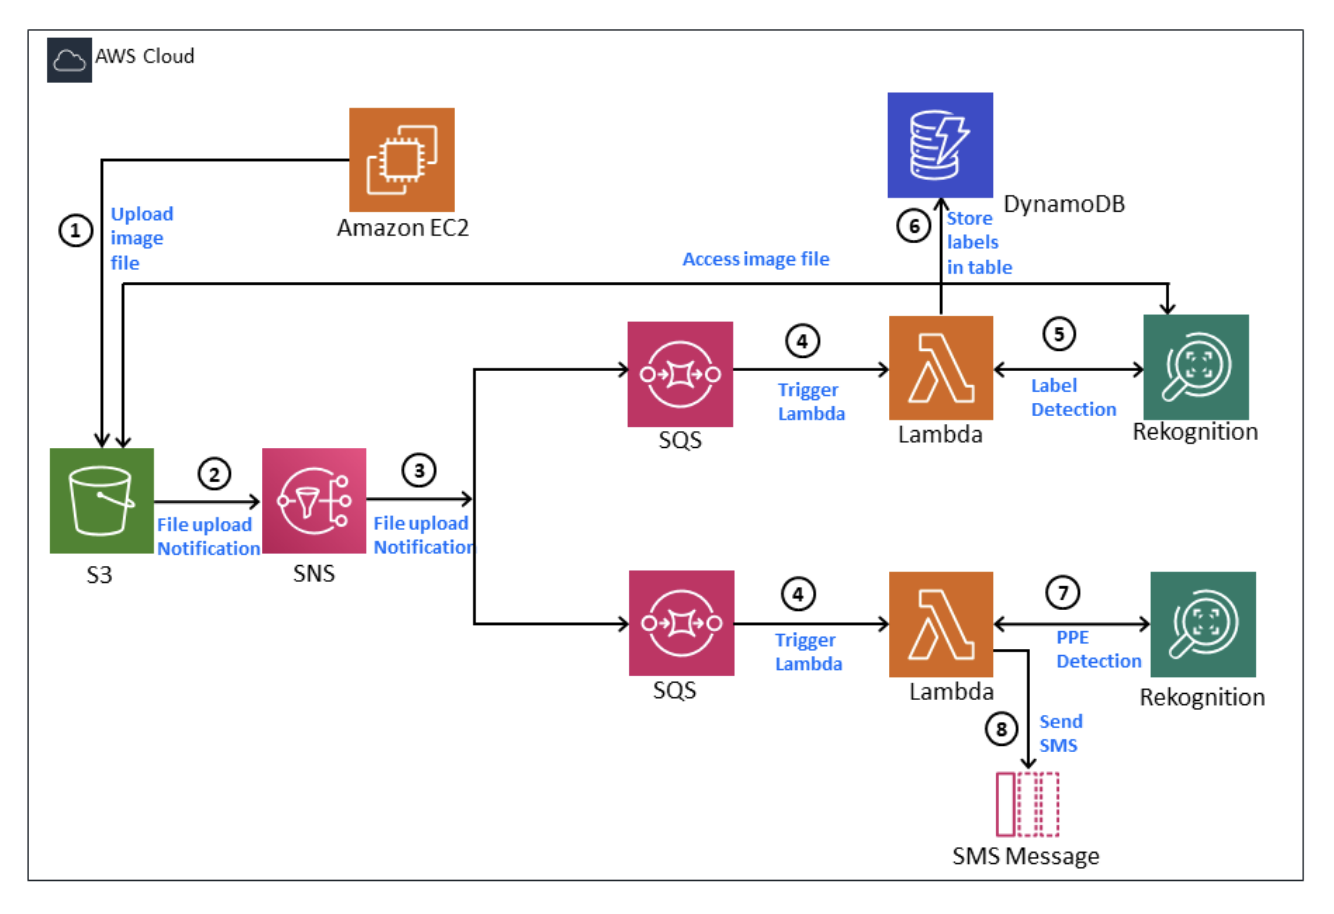 AWS Cloud
Amazon EC2
1
Upload
image
file
DynamoDB
6
Store
labels
in table
Access image file
SQS
4
Trigger
Lambda
Lambda
5
Label
Detection
Rekognition
S3
2
File upload
Notification
SNS
3
File upload
Notification
SQS
4
Trigger
Lambda
Lambda
7
PPE
Detection
Rekognition
8
Send
SMS
SMS Message